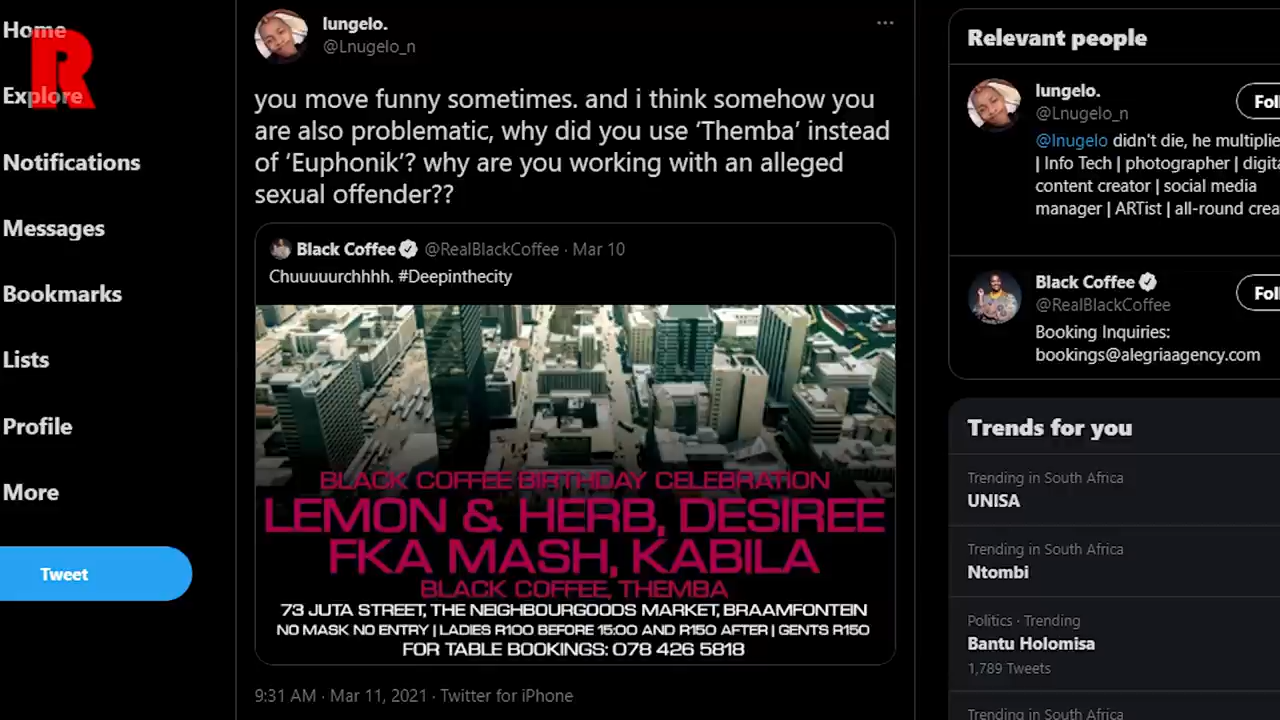 Home
R
Explore
Notifications
Messages
Bookmarks
Lists
Profile
More
Tweet
lungelo.
@Lnugelo_n
you move funny sometimes. and i think somehow you
are also problematic, why did you use ‘Themba’ instead
of ‘Euphonik’? why are you working with an alleged
sexual offender??
Black Coffee @RealBlackCoffee · Mar 10
Chuuuuurchhhh. #Deepinthecity
BLACK COFFEE BIRTHDAY CELEBRATION
LEMON & HERB, DESIREE
FKA MASH, KABILA
BLACK COFFEE, THEMBA
73 JUTA STREET, THE NEIGHBOURGOODS MARKET, BRAAMFONTEIN
NO MASK NO ENTRY | LADIES R100 BEFORE 15:00 AND R150 AFTER | GENTS R150
FOR TABLE BOOKINGS: 078 426 5818
9:31 AM · Mar 11, 2021 · Twitter for iPhone
Relevant people
lungelo.
@Lnugelo_n
Fol
@lnugelo didn't die, he multiplie
| Info Tech | photographer | digita
content creator | social media
manager | ARTist | all-round crea
Black Coffee
@RealBlackCoffee
Fol
Booking Inquiries:
bookings@alegriaagency.com
Trends for you
Trending in South Africa
UNISA
Trending in South Africa
Ntombi
Politics · Trending
Bantu Holomisa
1,789 Tweets
Trending in South Africa